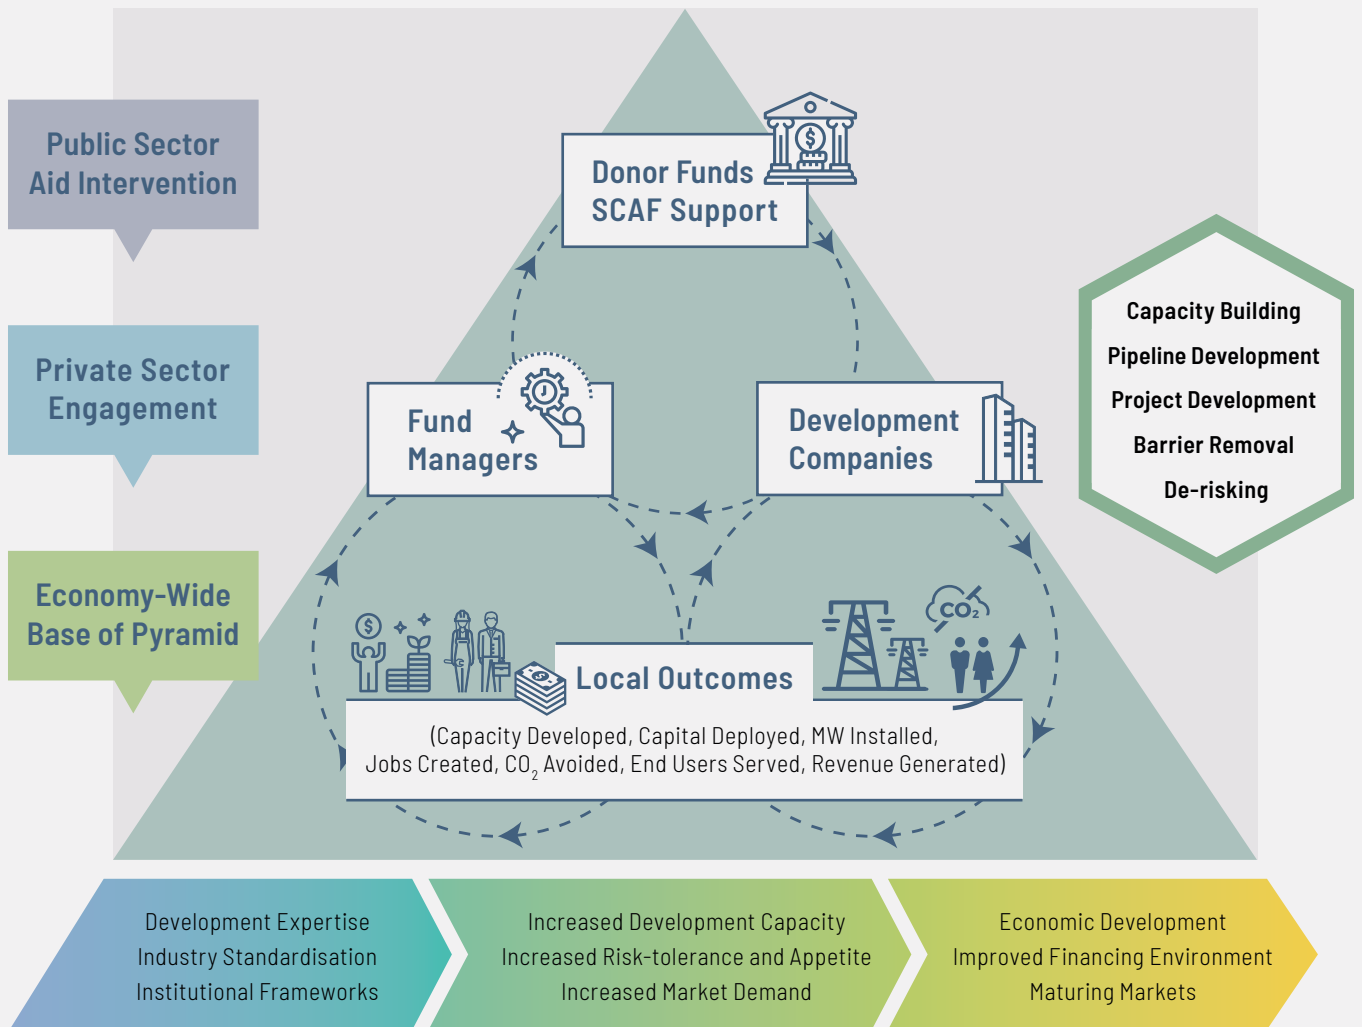 Public Sector
Aid Intervention
Donor Funds
SCAF Support
Capacity Building
Pipeline Development
Project Development
Barrier Removal
De-risking
Private Sector
Engagement
Fund
Managers
Development
Companies
Economy-Wide
Base of Pyramid
CO₂
Local Outcomes
(Capacity Developed, Capital Deployed, MW Installed,
Jobs Created, CO₂ Avoided, End Users Served, Revenue Generated)
Development Expertise
Industry Standardisation
Institutional Frameworks
Increased Development Capacity
Increased Risk-tolerance and Appetite
Increased Market Demand
Economic Development
Improved Financing Environment
Maturing Markets